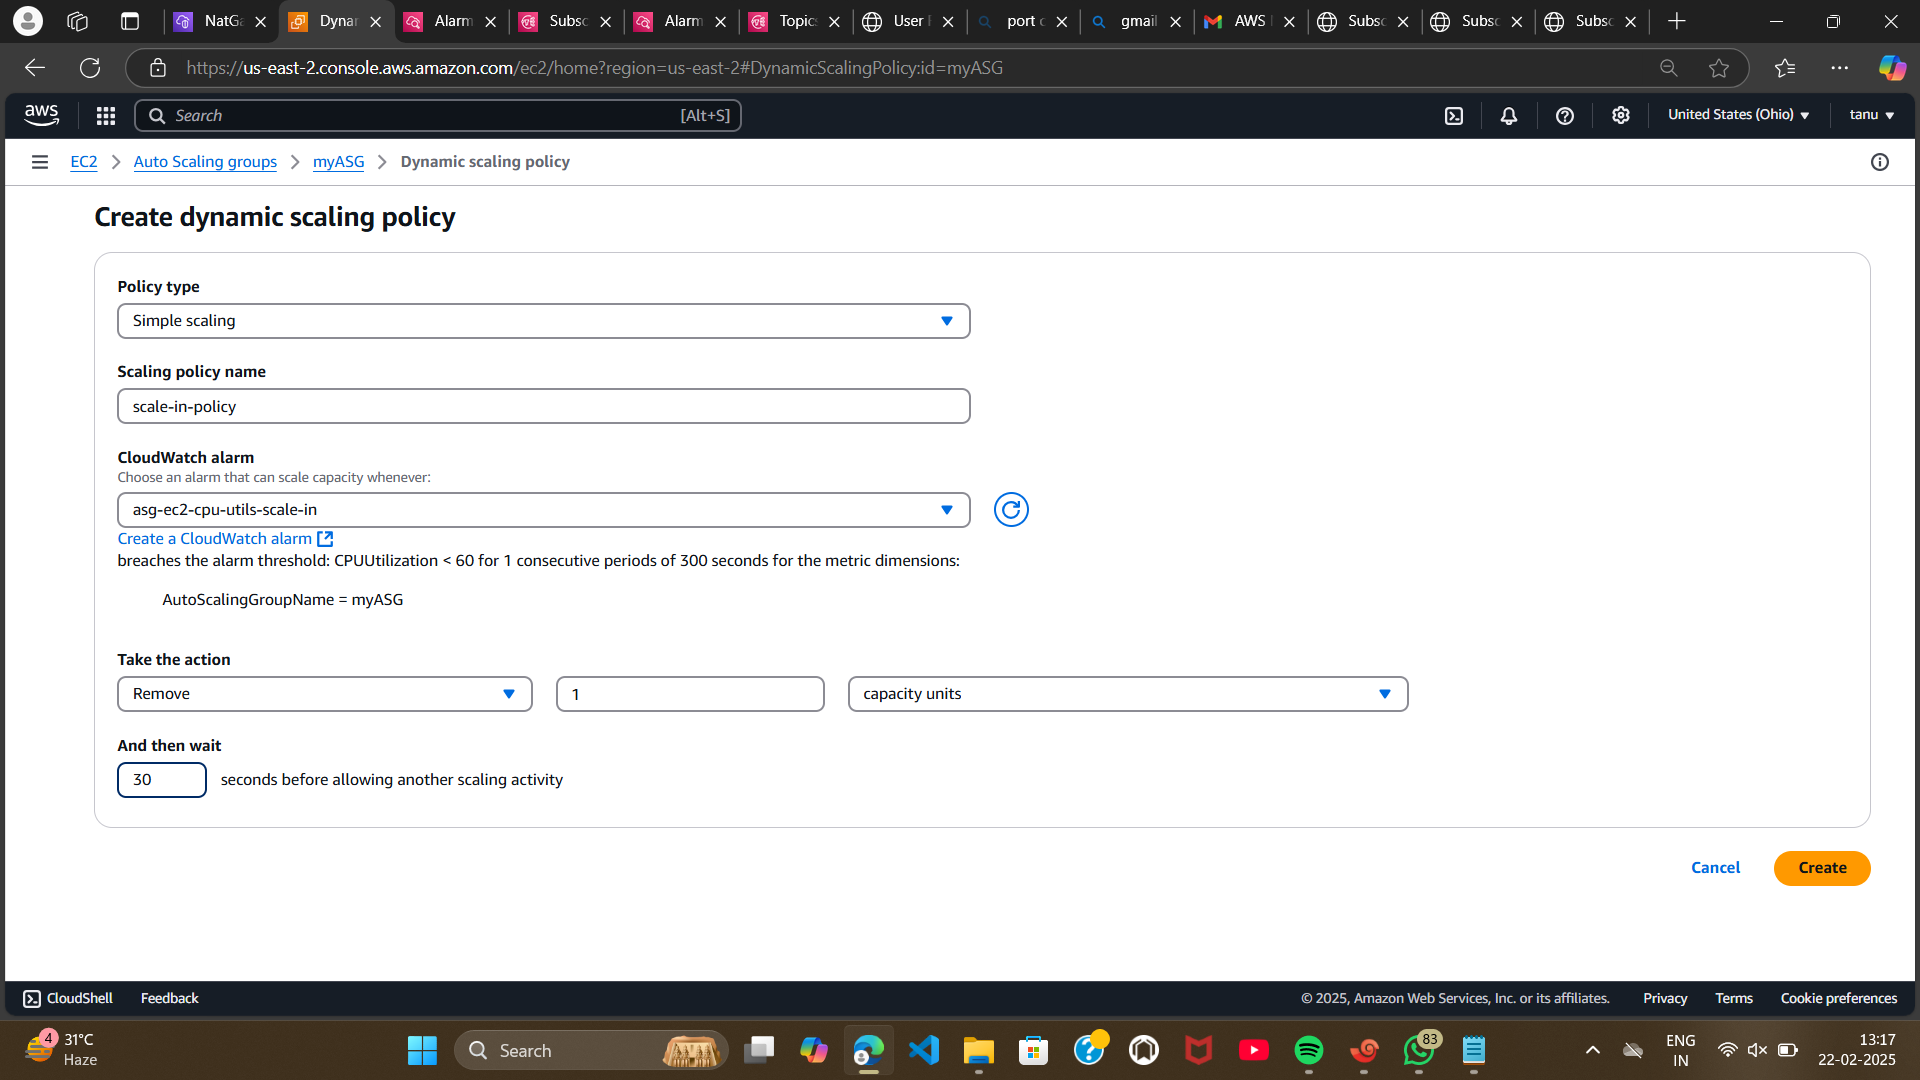 NatGa
Dynar
Alarm
Subsc
Alarm
Topics
User
port c
gmail
AWS
Subsc
Subsc
Subsc
https://us-east-2.console.aws.amazon.com/ec2/home?region=us-east-2#DynamicScalingPolicy:id=myASG
aws
Search
[Alt+S]
United States (Ohio)
tanu
EC2
Auto Scaling groups
myASG
Dynamic scaling policy
Create dynamic scaling policy
Policy type
Simple scaling
Scaling policy name
scale-in-policy
CloudWatch alarm
Choose an alarm that can scale capacity whenever:
asg-ec2-cpu-utils-scale-in
Create a CloudWatch alarm
breaches the alarm threshold: CPUUtilization < 60 for 1 consecutive periods of 300 seconds for the metric dimensions:
AutoScalingGroupName = myASG
Take the action
Remove
1
capacity units
And then wait
30
seconds before allowing another scaling activity
Cancel
Create
CloudShell
Feedback
© 2025, Amazon Web Services, Inc. or its affiliates.
Privacy
Terms
Cookie preferences
4
31°C
Haze
Search
83
ENG
IN
13:17
22-02-2025